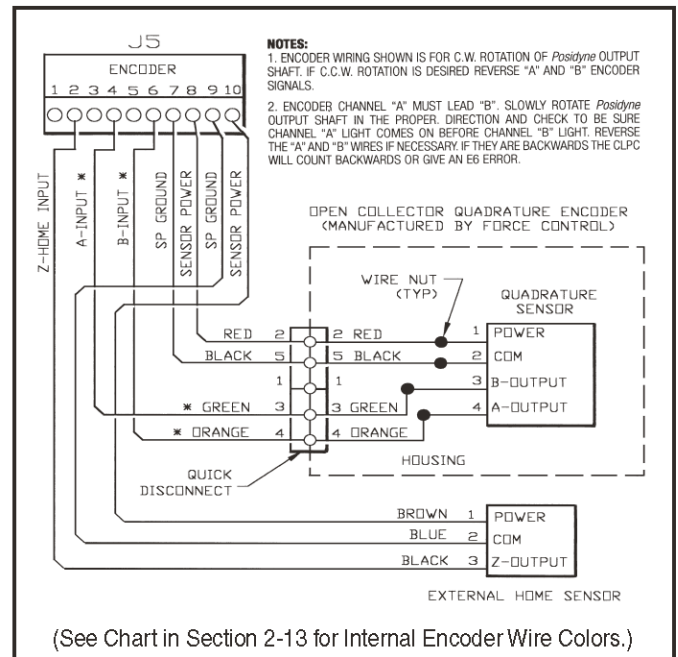 J5
ENCODER
1 2 3 4 5 6 7 8 9 10
NOTES:
1. ENCODER WIRING SHOWN IS FOR C.W. ROTATION OF Posidyne OUTPUT
SHAFT. IF C.C.W. ROTATION IS DESIRED REVERSE “A” AND “B” ENCODER
SIGNALS.
2. ENCODER CHANNEL “A” MUST LEAD “B”. SLOWLY ROTATE Posidyne
OUTPUT SHAFT IN THE PROPER. DIRECTION AND CHECK TO BE SURE
CHANNEL “A” LIGHT COMES ON BEFORE CHANNEL “B” LIGHT. REVERSE
THE “A” AND “B” WIRES IF NECESSARY. IF THEY ARE BACKWARDS THE CLPC
WILL COUNT BACKWARDS OR GIVE AN E6 ERROR.
Z-HOME INPUT
A-INPUT *
B-INPUT *
SP GROUND
SENSOR POWER
SP GROUND
SENSOR POWER
OPEN COLLECTOR QUADRATURE ENCODER
(MANUFACTURED BY FORCE CONTROL)
WIRE NUT
(TYP)
QUADRATURE
SENSOR
RED 2 2 RED 1 POWER
BLACK 5 5 BLACK 2 COM
1 1 3 B-OUTPUT
* GREEN 3 3 GREEN 4 A-OUTPUT
* ORANGE 4 4 ORANGE
HOUSING
QUICK
DISCONNECT
BROWN 1 POWER
BLUE 2 COM
BLACK 3 Z-OUTPUT
EXTERNAL HOME SENSOR
(See Chart in Section 2-13 for Internal Encoder Wire Colors.)